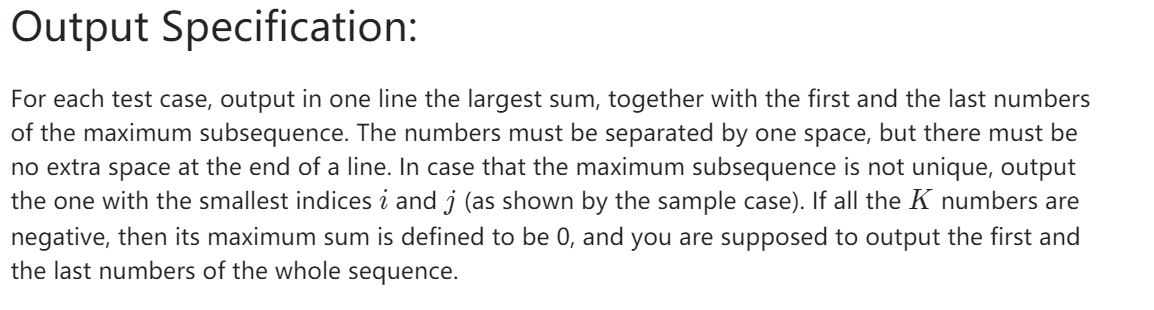 Output Specification:
For each test case, output in one line the largest sum, together with the first and the last numbers
of the maximum subsequence. The numbers must be separated by one space, but there must be
no extra space at the end of a line. In case that the maximum subsequence is not unique, output
the one with the smallest indices i and j (as shown by the sample case). If all the K numbers are
negative, then its maximum sum is defined to be 0, and you are supposed to output the first and
the last numbers of the whole sequence.